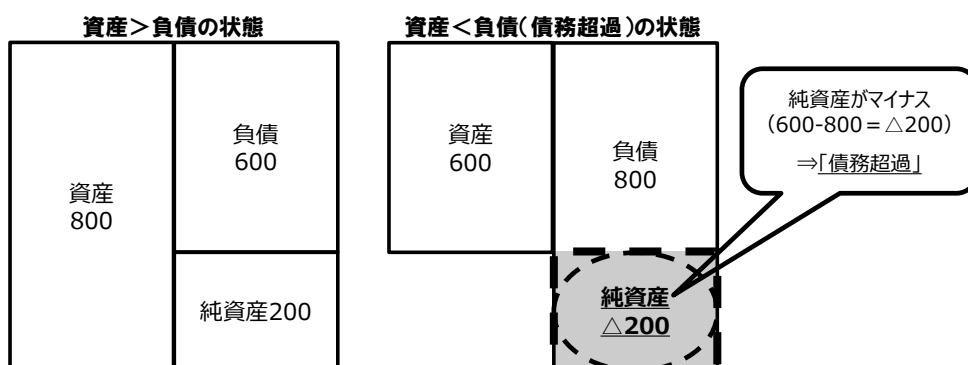 資産＞負債の状態
資産
800
負債
600
純資産200
資産＜負債（債務超過）の状態
資産
600
負債
800
純資産
△200
純資産がマイナス
（600-800＝△200）
⇒「債務超過」